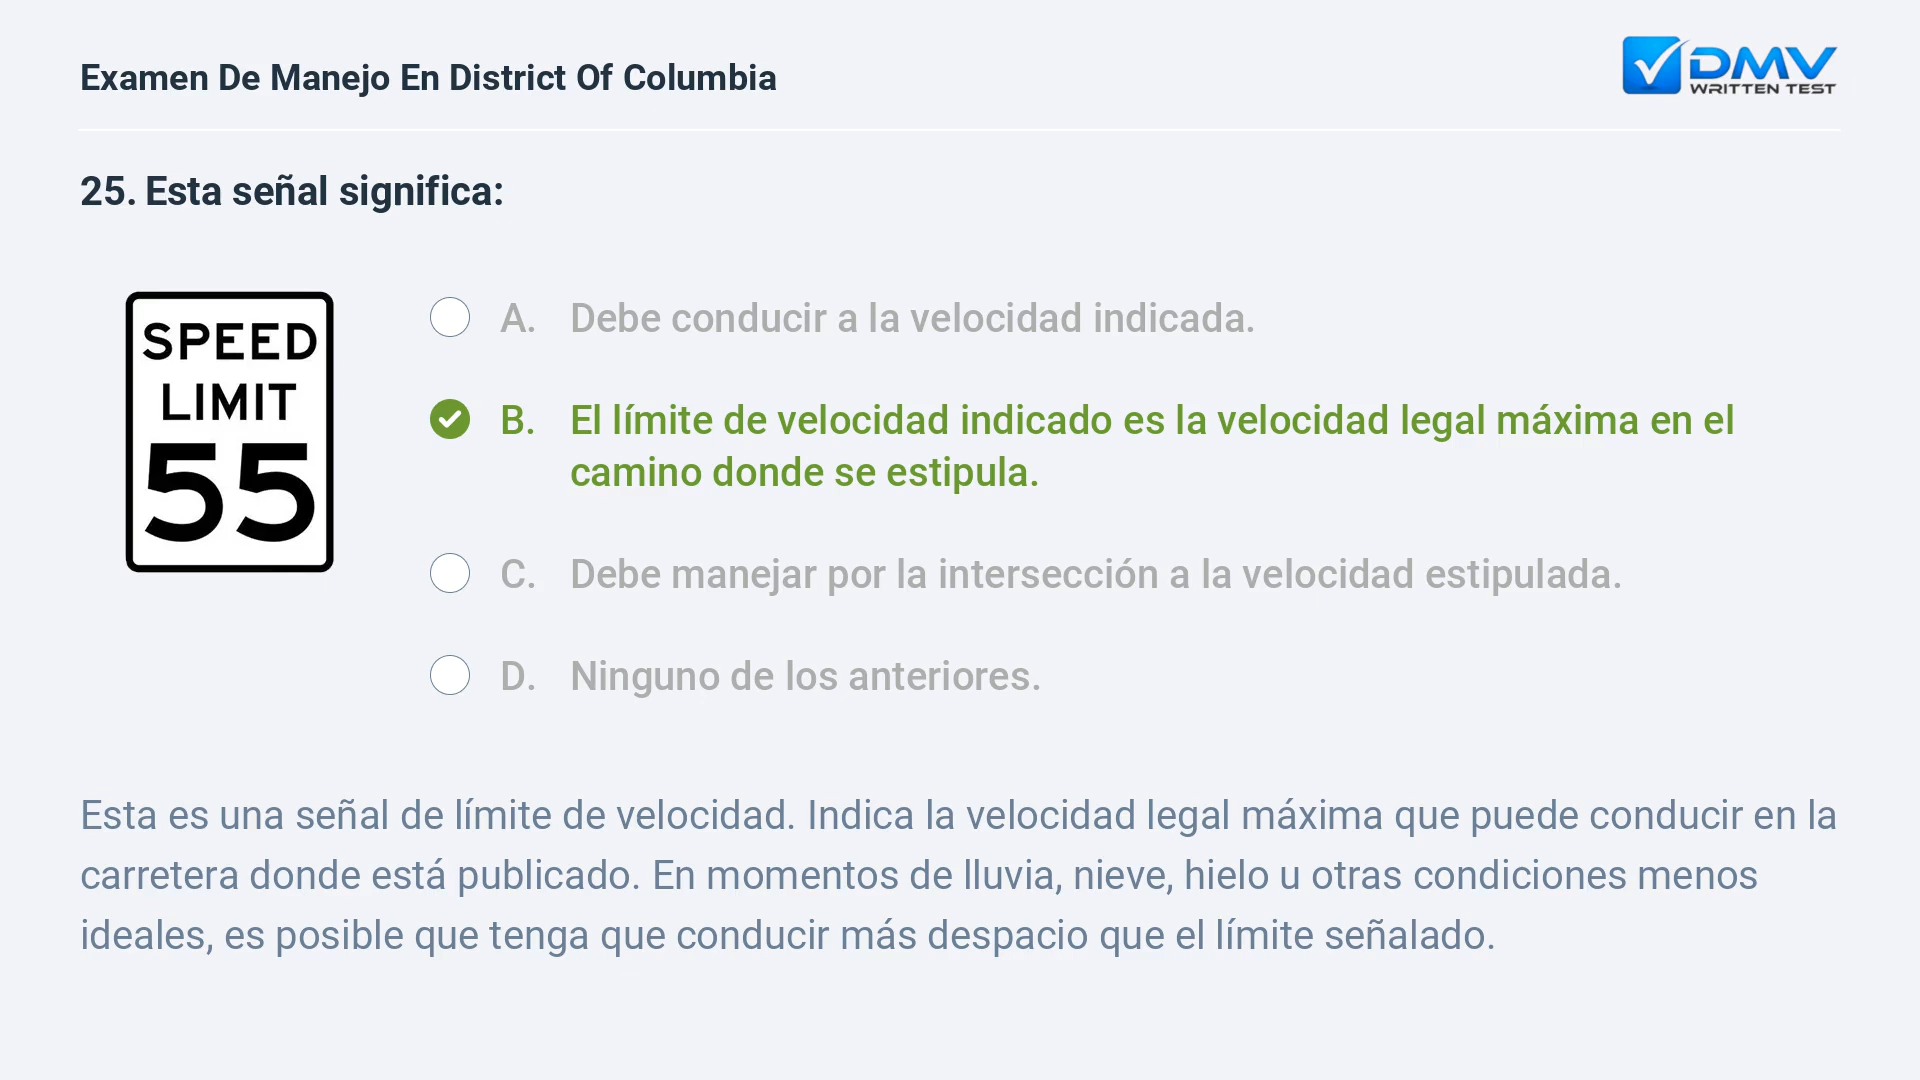 Examen De Manejo En District Of Columbia
DMV
WRITTEN TEST
25. Esta señal significa:
SPEED
LIMIT
55
A. Debe conducir a la velocidad indicada.
B. El límite de velocidad indicado es la velocidad legal máxima en el
camino donde se estipula.
C. Debe manejar por la intersección a la velocidad estipulada.
D. Ninguno de los anteriores.
Esta es una señal de límite de velocidad. Indica la velocidad legal máxima que puede conducir en la
carretera donde está publicado. En momentos de lluvia, nieve, hielo u otras condiciones menos
ideales, es posible que tenga que conducir más despacio que el límite señalado.